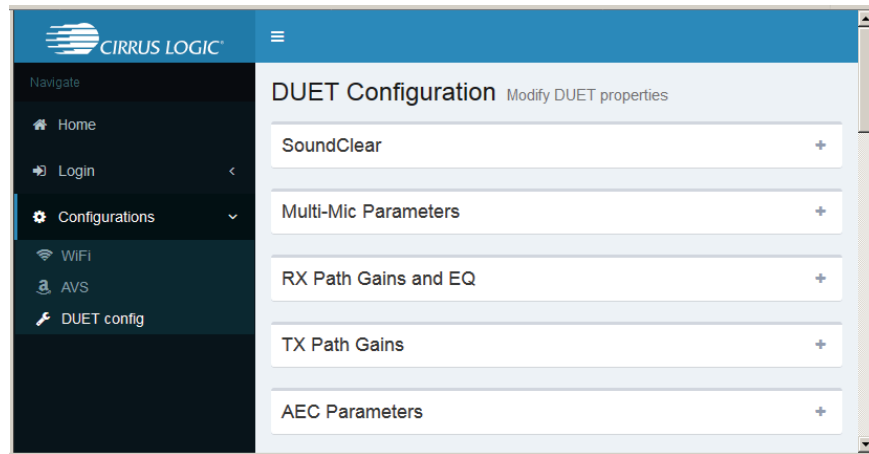 CIRRUS LOGIC®
Navigate
Home
Login
Configurations
WiFi
AVS
DUET config
DUET Configuration Modify DUET properties
SoundClear
Multi-Mic Parameters
RX Path Gains and EQ
TX Path Gains
AEC Parameters